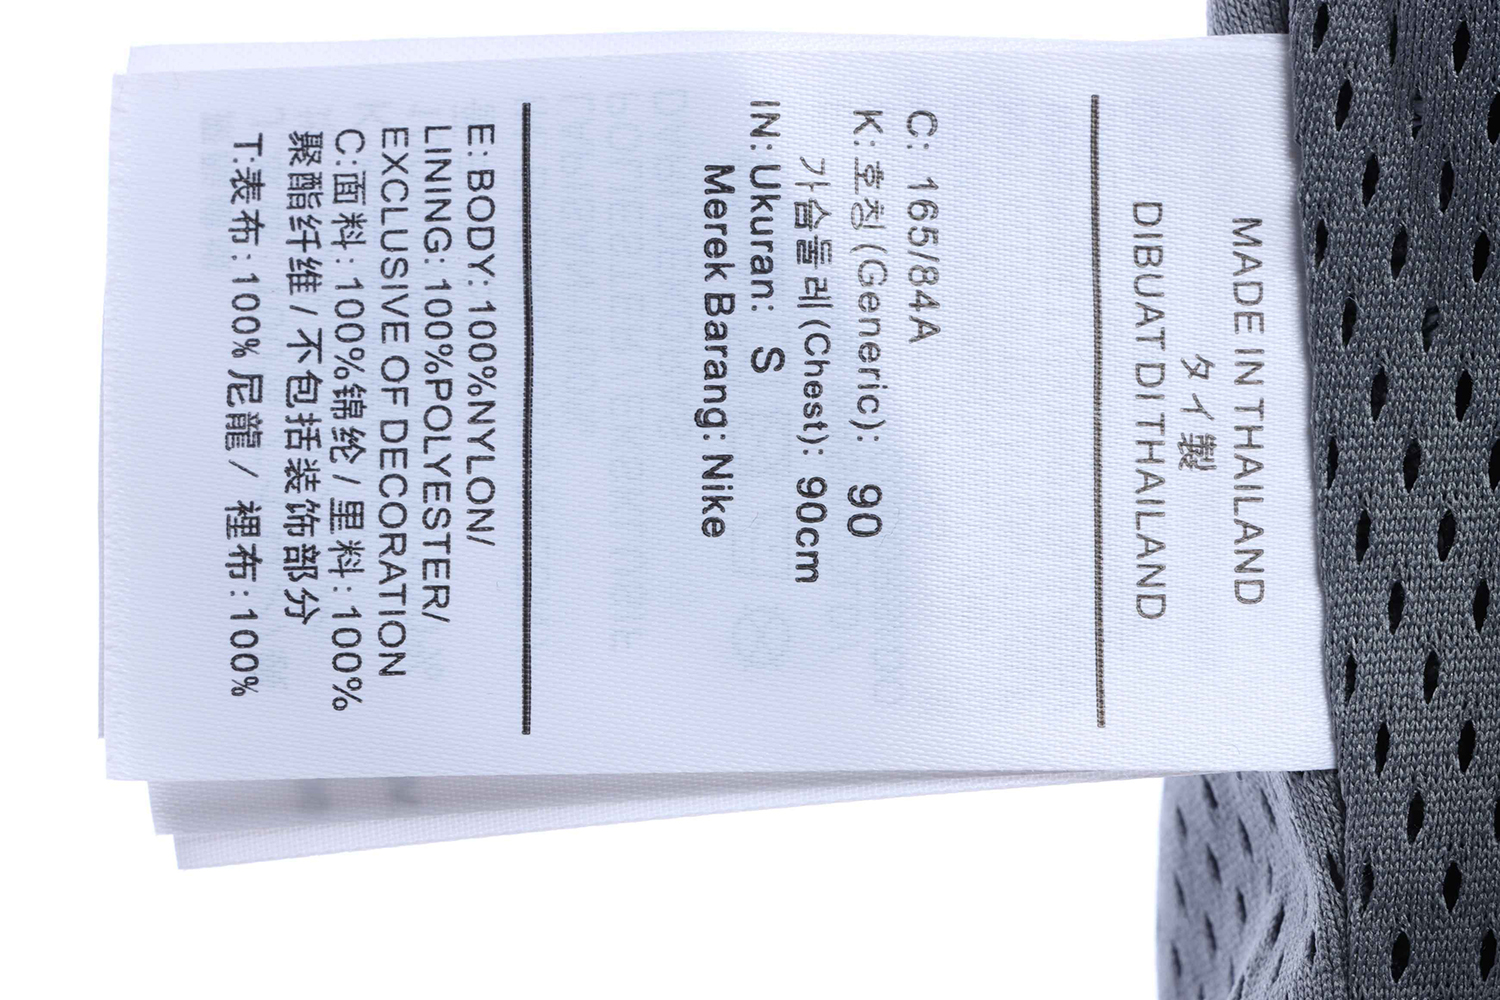 MADE IN THAILAND
タイ製
DIBUAT DI THAILAND
C: 165/84A
K: 호칭 (Generic): 90
가슴둘레 (Chest): 90cm
IN: Ukuran: S
Merek Barang: Nike
E: BODY: 100%NYLON/
LINING: 100%POLYESTER/
EXCLUSIVE OF DECORATION
C:面料: 100%锦纶/里料: 100%
聚酯纤维/不包括装饰部分
T:表布: 100%尼龍/ 裡布: 100%